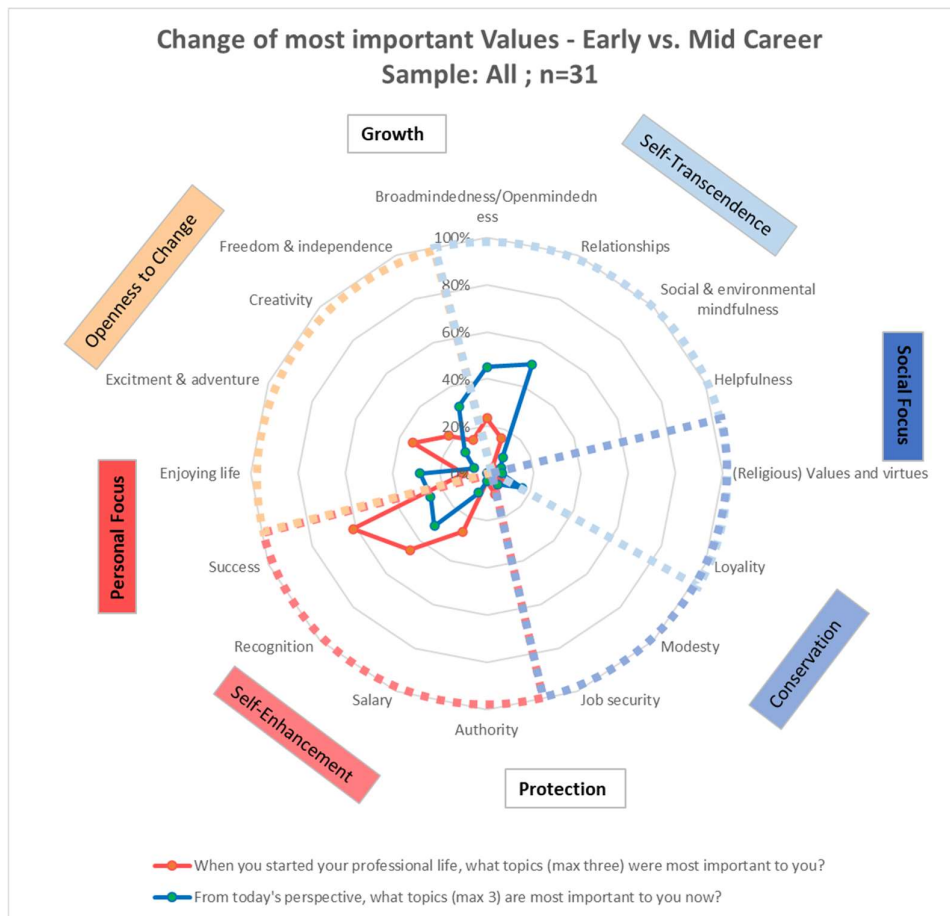 Change of most important Values - Early vs. Mid Career
Sample: All ; n=31
Growth
Self-Transcendence
Openness to Change
Social Focus
Personal Focus
Conservation
Self-Enhancement
Protection
Broadmindedness/Openmindedn
ess
Relationships
Social & environmental
mindfulness
Helpfulness
(Religious) Values and virtues
Loyality
Modesty
Job security
Authority
Salary
Recognition
Success
Enjoying life
Excitment & adventure
Creativity
Freedom & independence
100%
80%
60%
40%
20%
When you started your professional life, what topics (max three) were most important to you?
From today's perspective, what topics (max 3) are most important to you now?